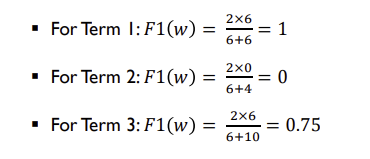 ▪ For Term 1: F1(w) = 2×6/6+6 = 1
▪ For Term 2: F1(w) = 2×0/6+4 = 0
▪ For Term 3: F1(w) = 2×6/6+10 = 0.75